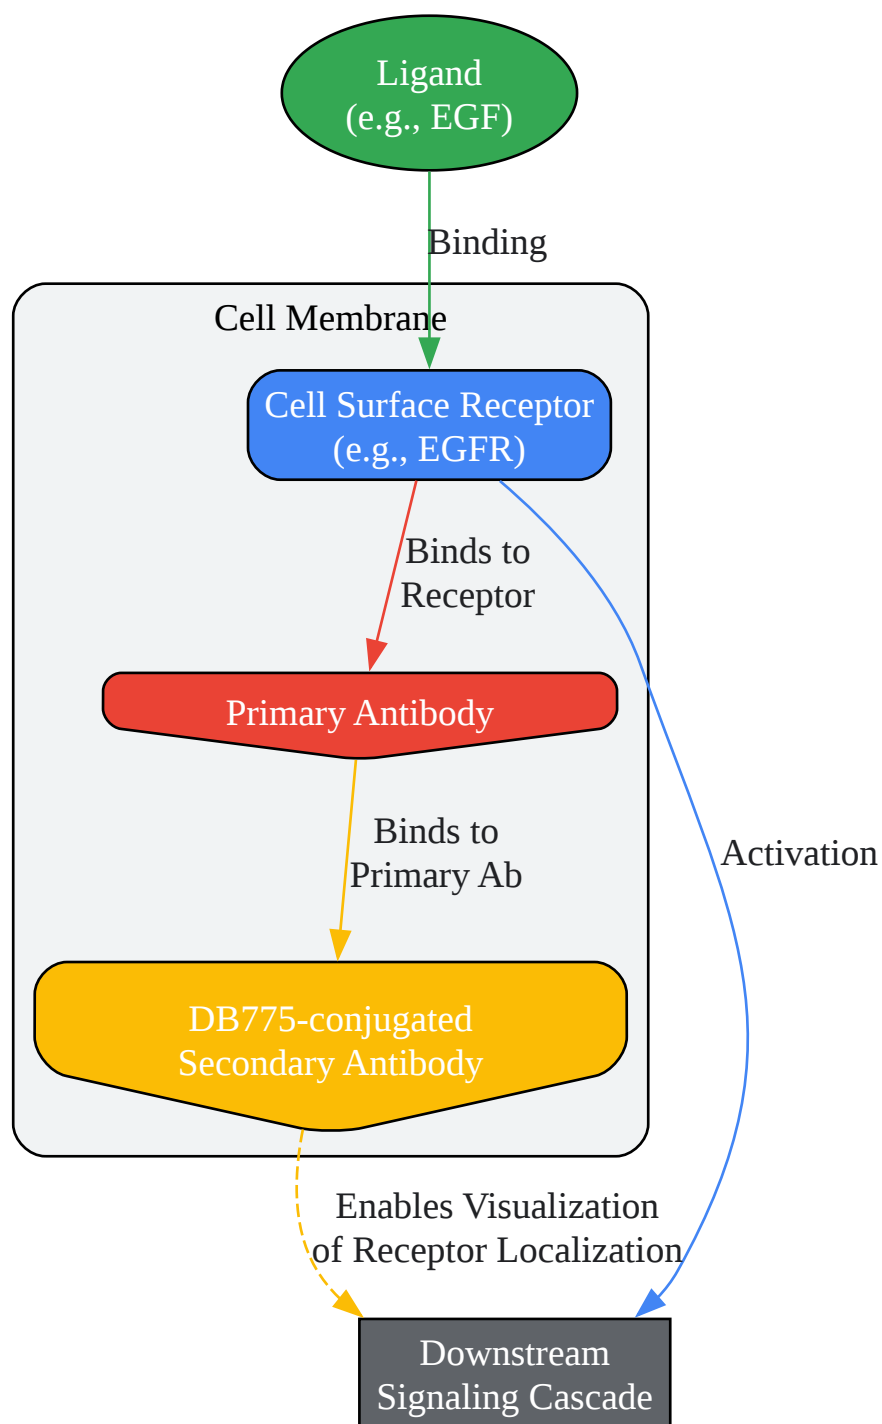 Ligand
(e.g., EGF)
Binding
Cell Membrane
Cell Surface Receptor
(e.g., EGFR)
Binds to
Receptor
Primary Antibody
Binds to
Primary Ab
Activation
DB775-conjugated
Secondary Antibody
Enables Visualization
of Receptor Localization
Downstream
Signaling Cascade